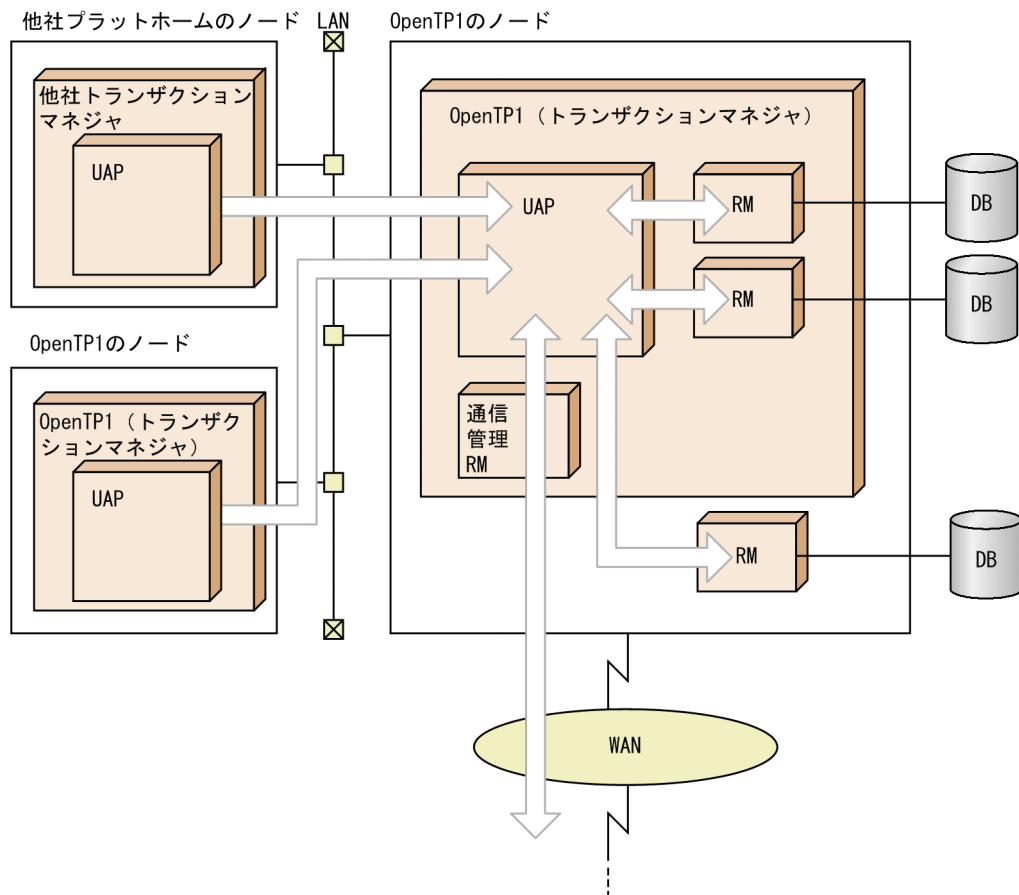 他社プラットホームのノード
LAN
OpenTP1のノード
他社トランザクション
マネジャ
UAP
OpenTP1（トランザクションマネジャ）
UAP
RM
DB
RM
DB
OpenTP1のノード
OpenTP1（トランザク
ションマネジャ）
UAP
通信
管理
RM
RM
DB
WAN